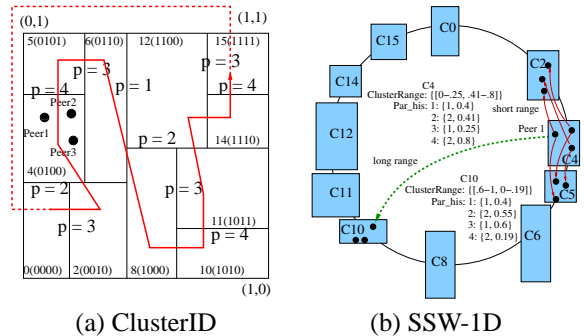 (0,1)
(1,1)
5(0101)
6(0110)
12(1100)
15(1111)
p = 3
p = 1
p = 3
p = 4
p = 4
Peer2
Peer1
Peer3
p = 2
14(1110)
4(0100)
p = 2
p = 3
p = 3
11(1011)
p = 4
0(0000)
2(0010)
8(1000)
10(1010)
(1,0)
(a) ClusterID
C0
C15
C2
C14
C4
ClusterRange: {[0−.25, .41−.8}}
Par_his: 1: {1, 0.4}
2: {2, 0.41}
3: {1, 0.25}
4: {2, 0.8}
short range
C12
Peer 1
C4
long range
C11
C10
ClusterRange: {[.6−1, 0−.19]}
Par_his: 1: {1, 0.4}
2: {2, 0.55}
3: {1, 0.6}
4: {2, 0.19}
C5
C10
C6
C8
(b) SSW-1D